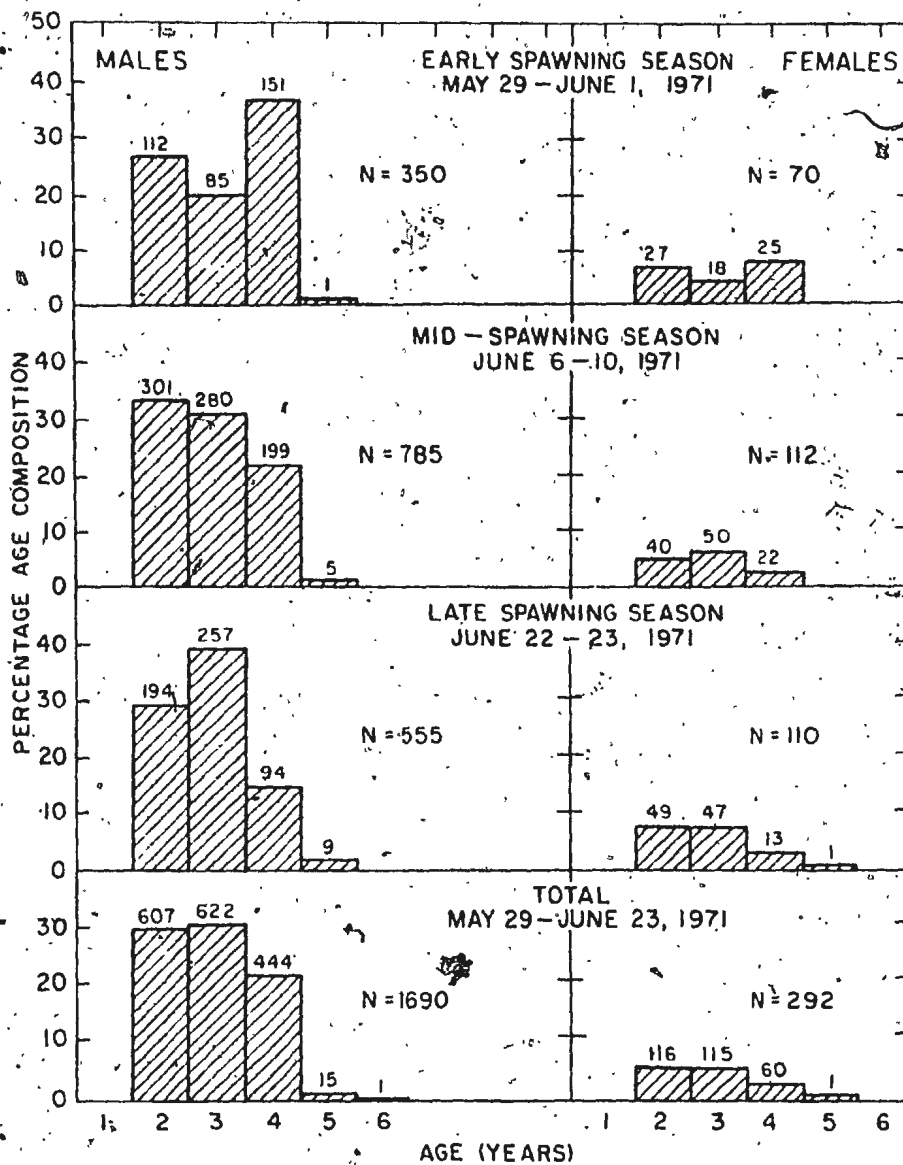 50
MALES EARLY SPAWNING SEASON FEMALES
MAY 29 – JUNE 1, 1971
40
151
30
112
85
N = 350 N = 70
20
10
27 18 25
1
0
MID – SPAWNING SEASON
JUNE 6 – 10, 1971
40
301 280
30
199
N = 785 N = 112
20
10
40 50 22
5
0
LATE SPAWNING SEASON
JUNE 22 – 23, 1971
40
257
194
30
N = 555 N = 110
20
94
10
49 47 13 1
9
0
TOTAL
MAY 29 – JUNE 23, 1971
30
607 622
444
20
N = 1690 N = 292
10
116 115 60 1
15 1
0
1 2 3 4 5 6 1 2 3 4 5 6
AGE (YEARS)
PERCENTAGE AGE COMPOSITION